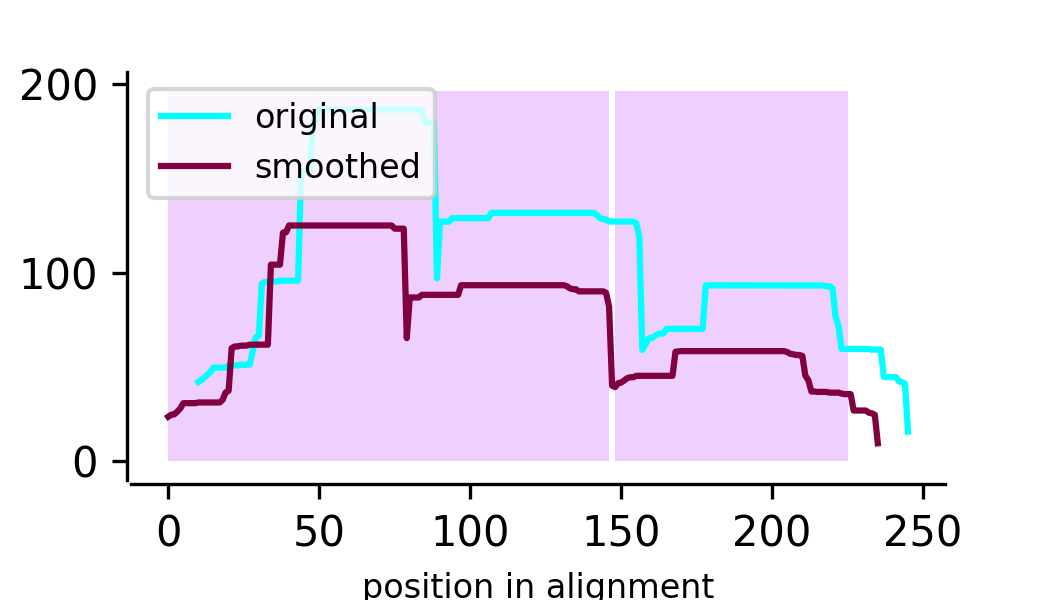 200
original
smoothed
100
0
0 50 100 150 200 250
position in alignment